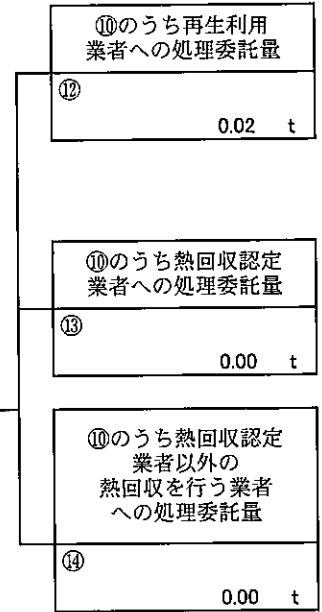 ⑩のうち再生利用
業者への処理委託量
⑫
0.02 t
⑩のうち熱回収認定
業者への処理委託量
⑬
0.00 t
⑩のうち熱回収認定
業者以外の
熱回収を行う業者
への処理委託量
⑭
0.00 t